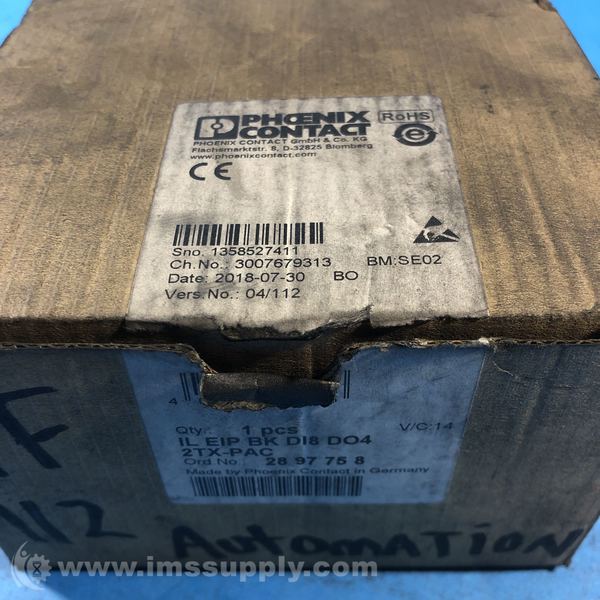 PHŒNIX
CONTACT
RoHS
e
PHOENIX CONTACT GmbH & Co. KG
Flachsmarktstr. 8, D-32825 Blomberg
www.phoenixcontact.com
CE
Sno. 1358527411
Ch.No.: 3007679313 BM:SE02
Date: 2018-07-30 BO
Vers.No.: 04/112
4
Qty.: 1 pcs V/C:14
IL EIP BK DI8 DO4
2TX-PAC
Ord No.: 28 97 75 8
Made by Phoenix Contact in Germany
F
112 Automation
www.imssupply.com